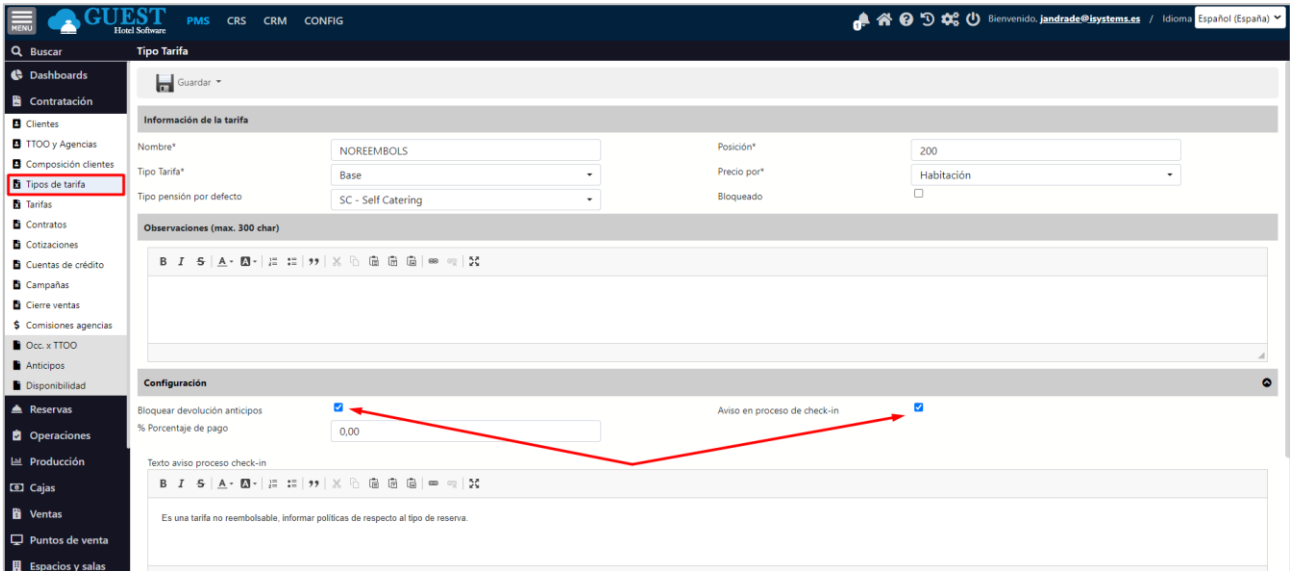 MENU
GUEST
Hotel Software
PMS CRS CRM CONFIG
1
Bienvenido, jandrade@isystems.es / Idioma Español (España)
Buscar
Tipo Tarifa
Dashboards
Contratación
Clientes
TTOO y Agencias
Composición clientes
Tipos de tarifa
Tarifas
Contratos
Cotizaciones
Cuentas de crédito
Campañas
Cierre ventas
$ Comisiones agencias
Occ. x TTOO
Anticipos
Disponibilidad
Reservas
Operaciones
Producción
Cajas
Ventas
Puntos de venta
Espacios y salas
Guardar
Información de la tarifa
Nombre* NOREEMBOLS Posición* 200
Tipo Tarifa* Base Precio por* Habitación
Tipo pensión por defecto SC - Self Catering Bloqueado
Observaciones (max. 300 char)
B I S A A
Configuración
Bloquear devolución anticipos Aviso en proceso de check-in
% Porcentaje de pago 0,00
Texto aviso proceso check-in
B I S A A
Es una tarifa no reembolsable, informar políticas de respecto al tipo de reserva.